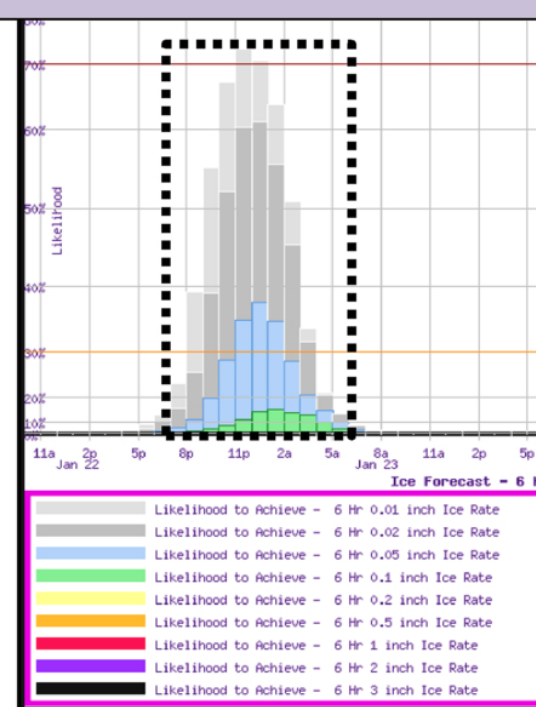 80%
70%
60%
50%
Likelihood
40%
30%
20%
10%
0%
11a 2p 5p 8p 11p 2a 5a 8a 11a 2p 5p
Jan 22 Jan 23
Ice Forecast - 6 H
Likelihood to Achieve - 6 Hr 0.01 inch Ice Rate
Likelihood to Achieve - 6 Hr 0.02 inch Ice Rate
Likelihood to Achieve - 6 Hr 0.05 inch Ice Rate
Likelihood to Achieve - 6 Hr 0.1 inch Ice Rate
Likelihood to Achieve - 6 Hr 0.2 inch Ice Rate
Likelihood to Achieve - 6 Hr 0.5 inch Ice Rate
Likelihood to Achieve - 6 Hr 1 inch Ice Rate
Likelihood to Achieve - 6 Hr 2 inch Ice Rate
Likelihood to Achieve - 6 Hr 3 inch Ice Rate